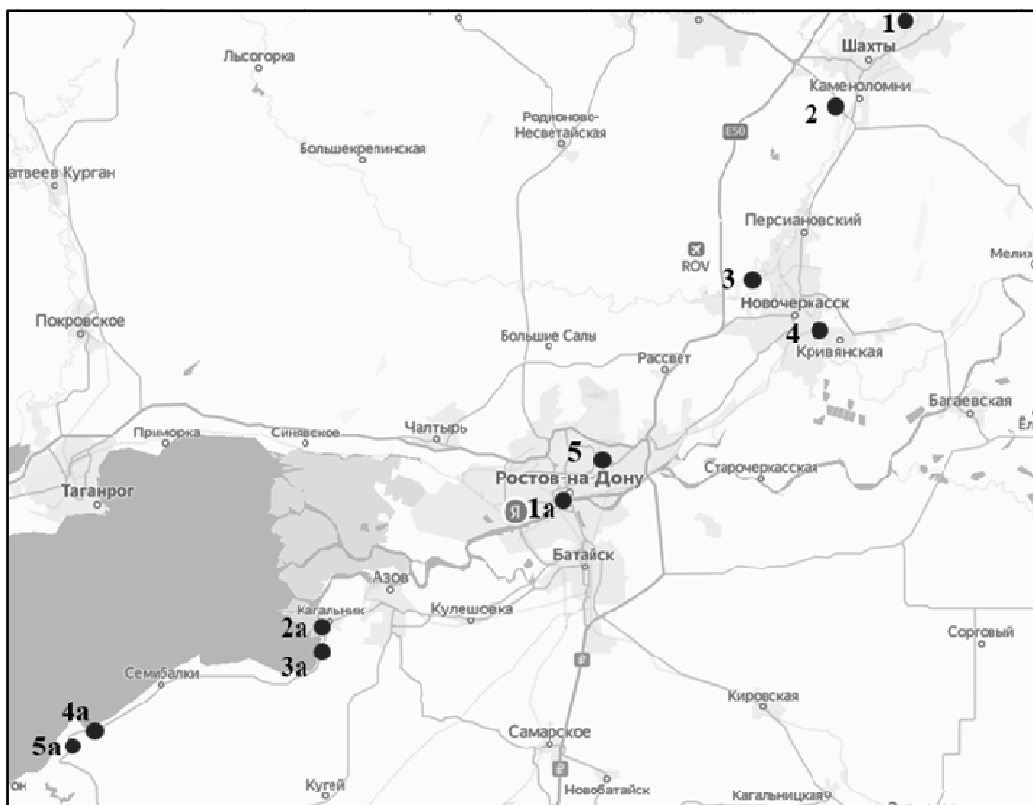 1
Шахты
Лысогорка
Каменоломни
2
Родионово-
Несветайская
E50
Большекрепинская
атвеев Курган
Персиановский
ROV
Мелих
3
Новочеркасск
Покровское
4
Кривянская
Большие Салы
Рассвет
Багаевская
Чалтырь
Приморка
Синявское
5
Старочеркасская
Ростов-на-Дону
Таганрог
1а
Я
Батайск
Азов
Кагальник
Кулешовка
2а
Сорговый
3а
Семибалки
Кировская
4а
Самарское
5а
он
Кугей
Новобатайск
Кагальницкая